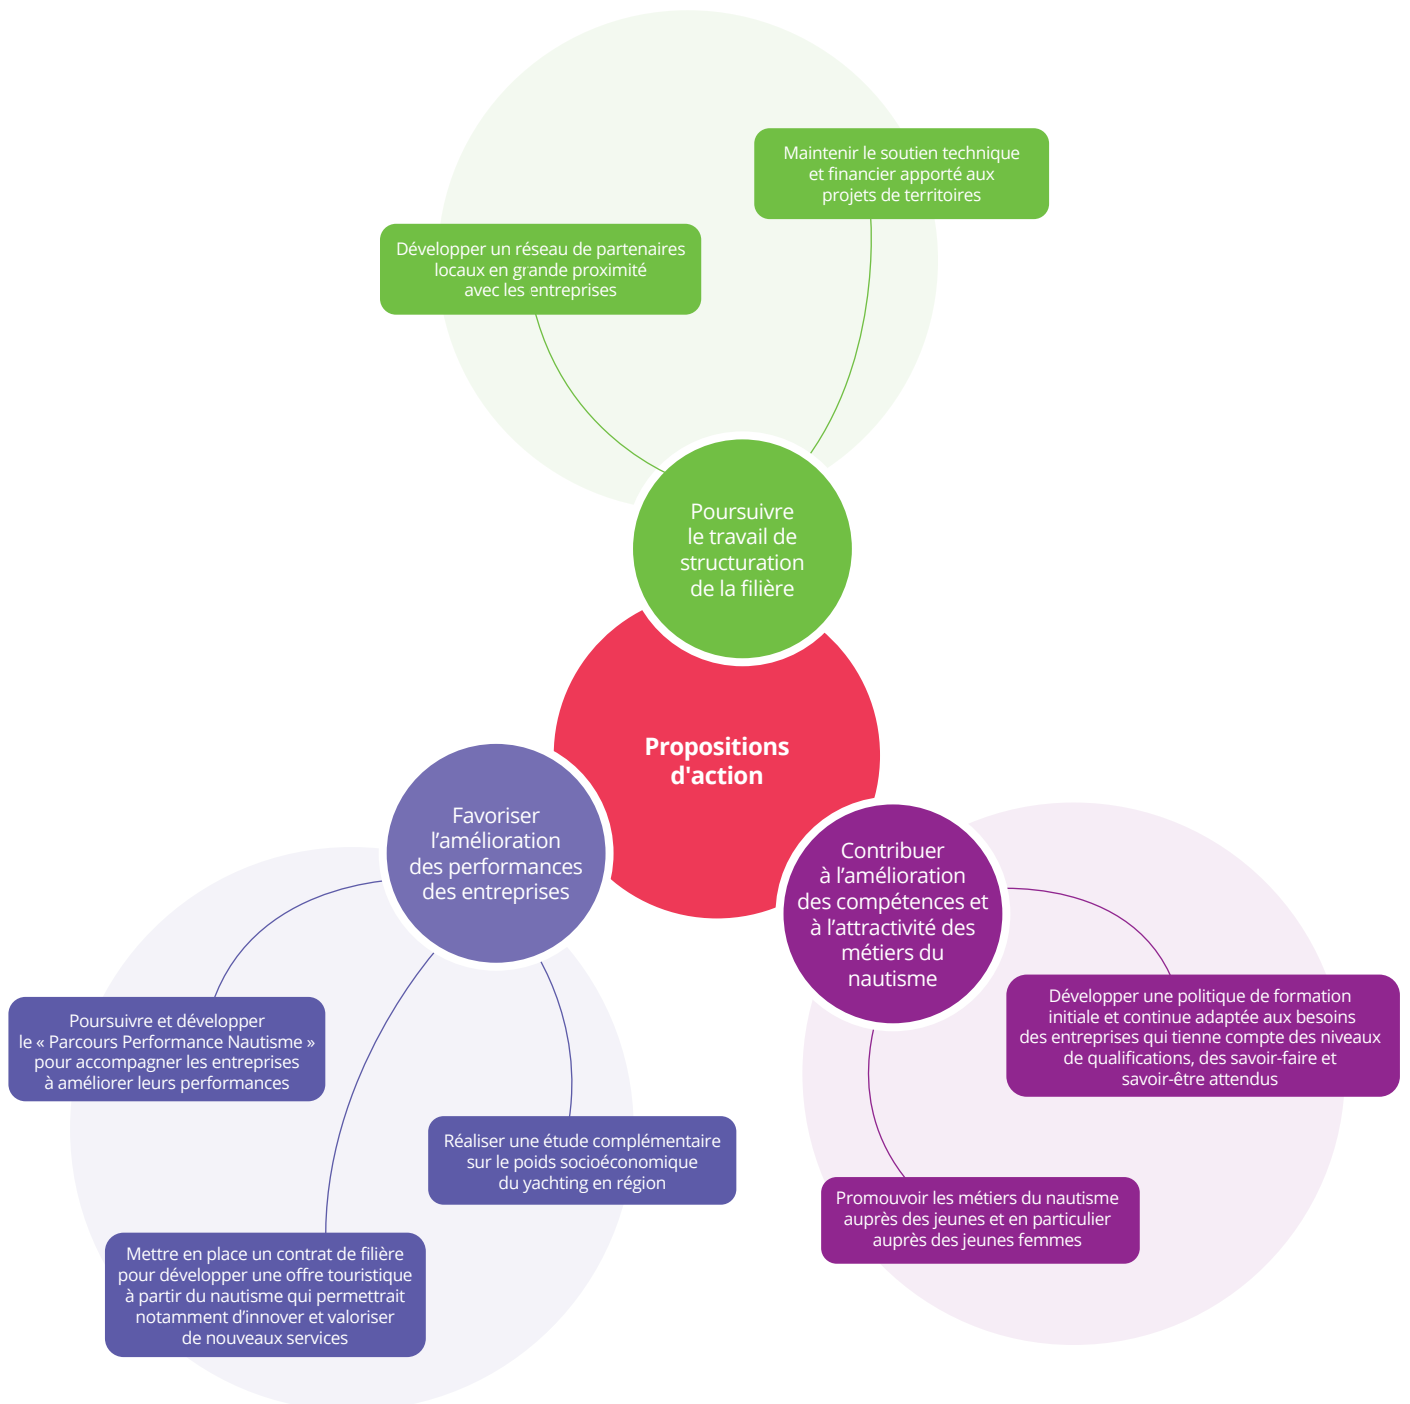 Maintenir le soutien technique
et financier apporté aux
projets de territoires
Développer un réseau de partenaires
locaux en grande proximité
avec les entreprises
Poursuivre
le travail de
structuration
de la filière
Propositions
d'action
Favoriser
l’amélioration
des performances
des entreprises
Contribuer
à l’amélioration
des compétences et
à l’attractivité des
métiers du
nautisme
Poursuivre et développer
le « Parcours Performance Nautisme »
pour accompagner les entreprises
à améliorer leurs performances
Développer une politique de formation
initiale et continue adaptée aux besoins
des entreprises qui tienne compte des niveaux
de qualifications, des savoir-faire et
savoir-être attendus
Réaliser une étude complémentaire
sur le poids socioéconomique
du yachting en région
Promouvoir les métiers du nautisme
auprès des jeunes et en particulier
auprès des jeunes femmes
Mettre en place un contrat de filière
pour développer une offre touristique
à partir du nautisme qui permettrait
notamment d’innover et valoriser
de nouveaux services